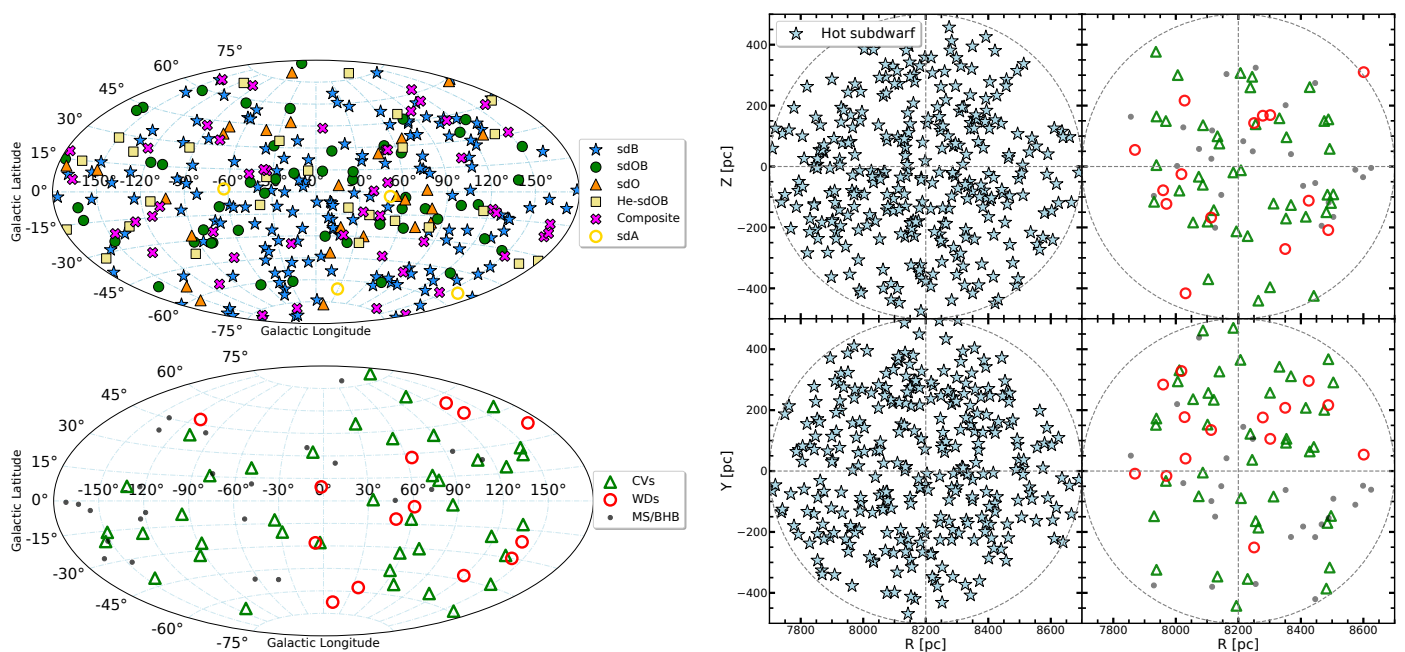 75°
60°
45°
30°
15°
0°
-15°
-30°
-45°
-60°
-75°
-150°
-120°
-90°
-60°
-30°
0°
30°
60°
90°
120°
150°
Galactic Latitude
Galactic Longitude
sdB
sdOB
sdO
He-sdOB
Composite
sdA
75°
60°
45°
30°
15°
0°
-15°
-30°
-45°
-60°
-75°
-150°
-120°
-90°
-60°
-30°
0°
30°
60°
90°
120°
150°
Galactic Latitude
Galactic Longitude
CVs
WDs
MS/BHB
Hot subdwarf
400
200
0
−200
−400
Z [pc]
400
200
0
−200
−400
Y [pc]
7800 8000 8200 8400 8600
R [pc]
7800 8000 8200 8400 8600
R [pc]